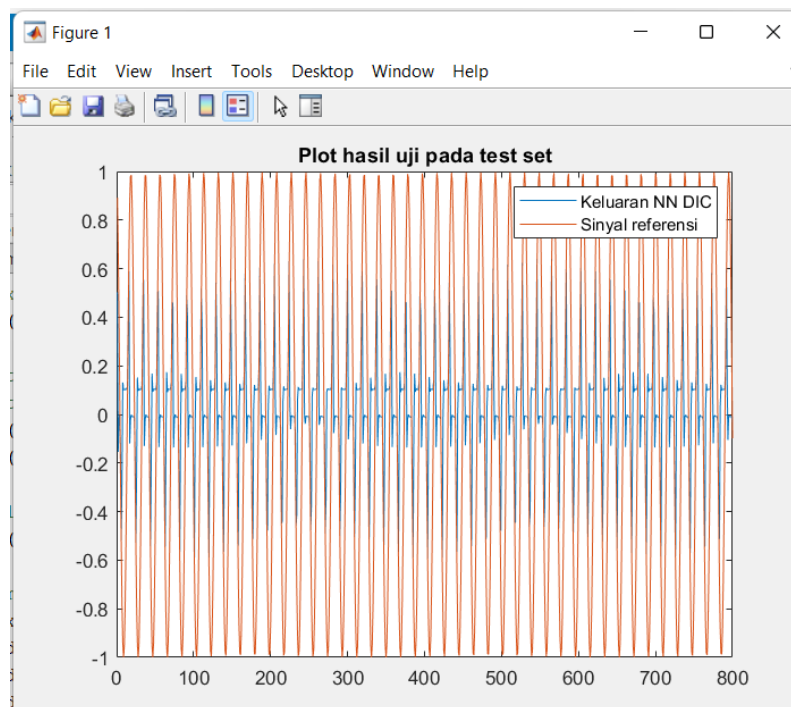 Figure 1
File Edit View Insert Tools Desktop Window Help
Plot hasil uji pada test set
Keluaran NN DIC
Sinyal referensi
1
0.8
0.6
0.4
0.2
0
-0.2
-0.4
-0.6
-0.8
-1
0 100 200 300 400 500 600 700 800